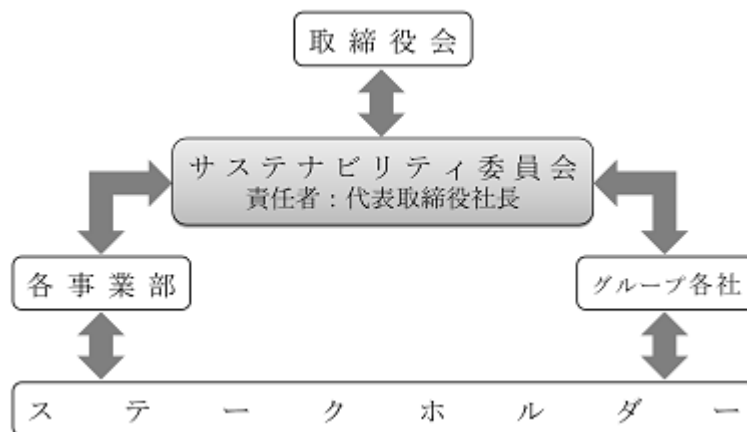 取締役会
サステナビリティ委員会
責任者：代表取締役社長
各事業部
グループ各社
ステークホルダー